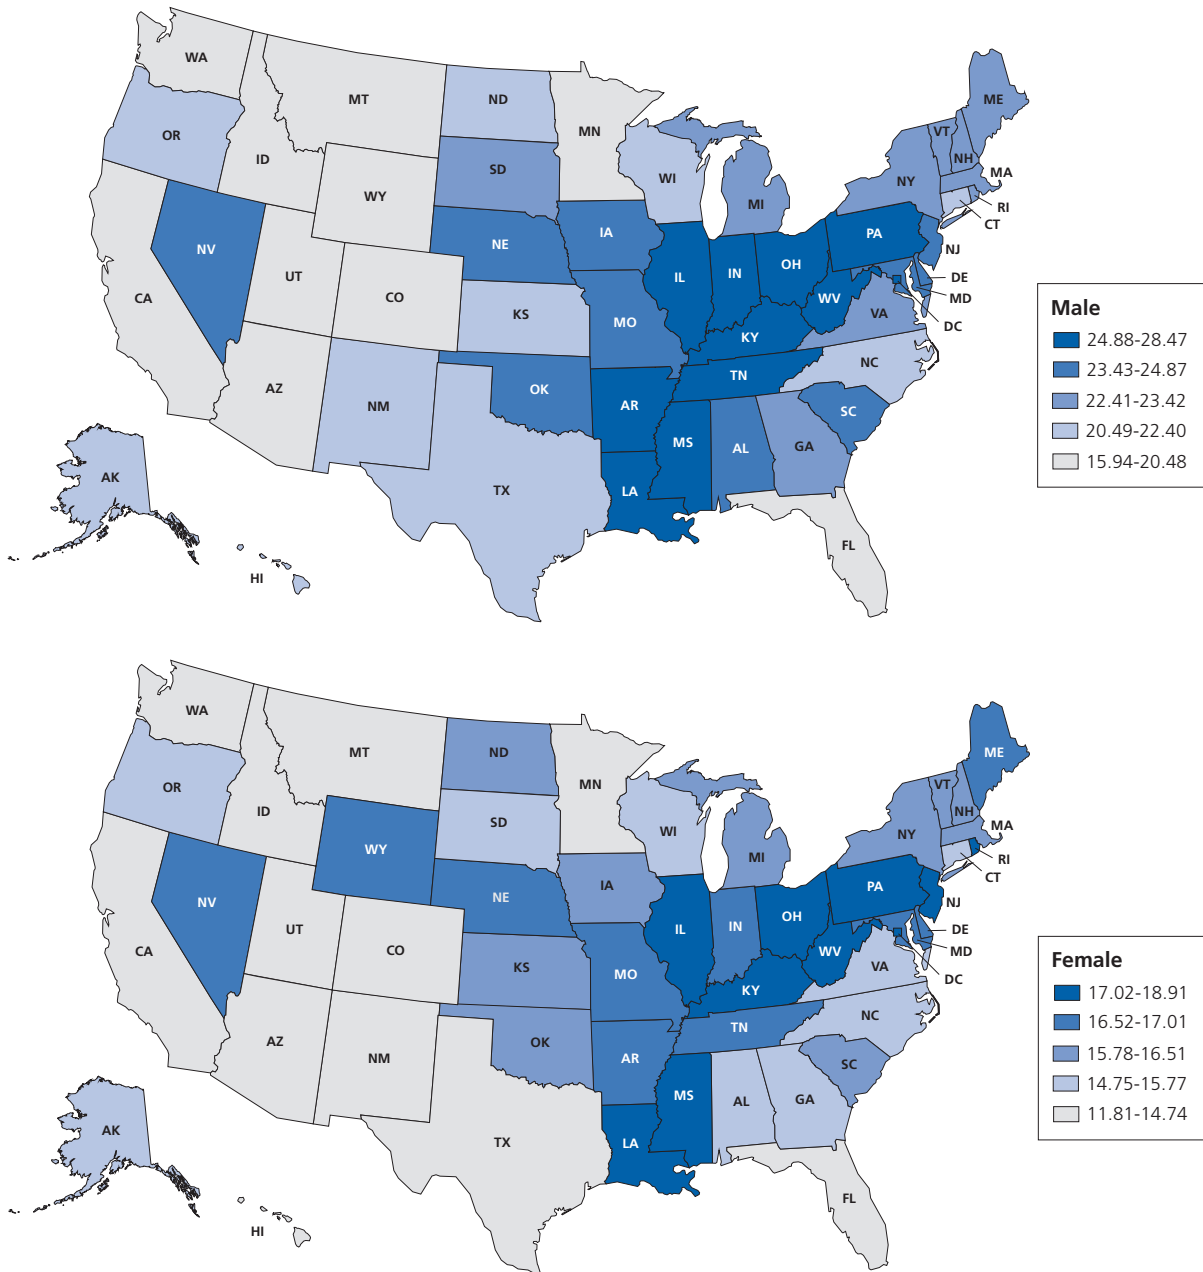 WA
MT
ND
MN
ME
OR
ID
SD
WI
VT
NH
NY
MA
WY
MI
RI
CT
NV
NE
IA
PA
NJ
UT
CO
IL
IN
OH
DE
CA
WV
MD
KS
MO
VA
DC
KY
AZ
NM
OK
TN
NC
AR
SC
MS
AL
GA
AK
TX
LA
FL
HI
Male
24.88-28.47
23.43-24.87
22.41-23.42
20.49-22.40
15.94-20.48
WA
MT
ND
MN
ME
OR
ID
SD
WI
VT
NH
NY
MA
WY
MI
RI
CT
NV
NE
IA
PA
NJ
UT
CO
IL
IN
OH
DE
CA
WV
MD
KS
MO
VA
DC
KY
AZ
NM
OK
TN
NC
AR
SC
MS
AL
GA
AK
TX
LA
FL
HI
Female
17.02-18.91
16.52-17.01
15.78-16.51
14.75-15.77
11.81-14.74